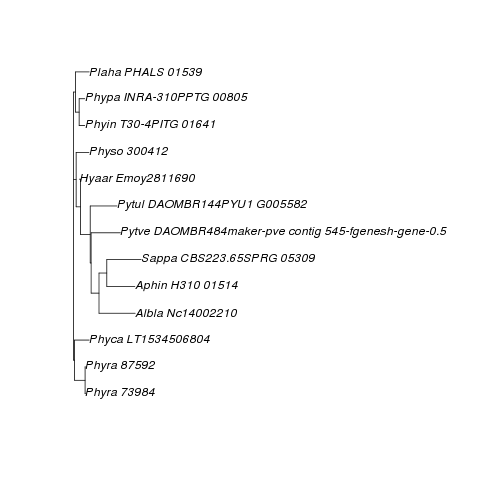 Plaha PHALS 01539
Phypa INRA-310PPTG 00805
Phyin T30-4PITG 01641
Physo 300412
Hyaar Emoy2811690
Pytul DAOMBR144PYU1 G005582
Pytve DAOMBR484maker-pve contig 545-fgenesh-gene-0.5
Sappa CBS223.65SPRG 05309
Aphin H310 01514
Albla Nc14002210
Phyca LT1534506804
Phyra 87592
Phyra 73984